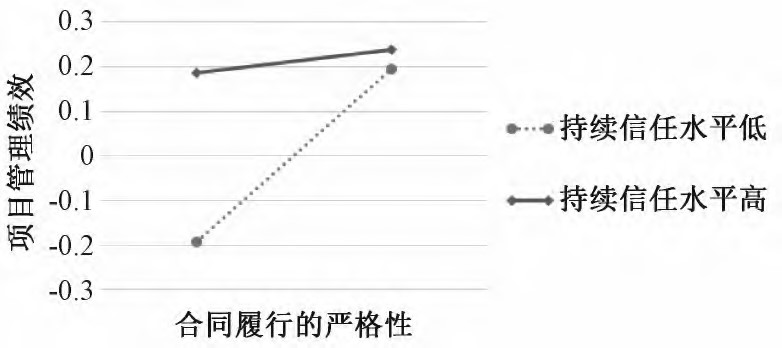 0.3
0.2
0.1
0
-0.1
-0.2
-0.3
项目管理绩效
合同履行的严格性
持续信任水平低
持续信任水平高